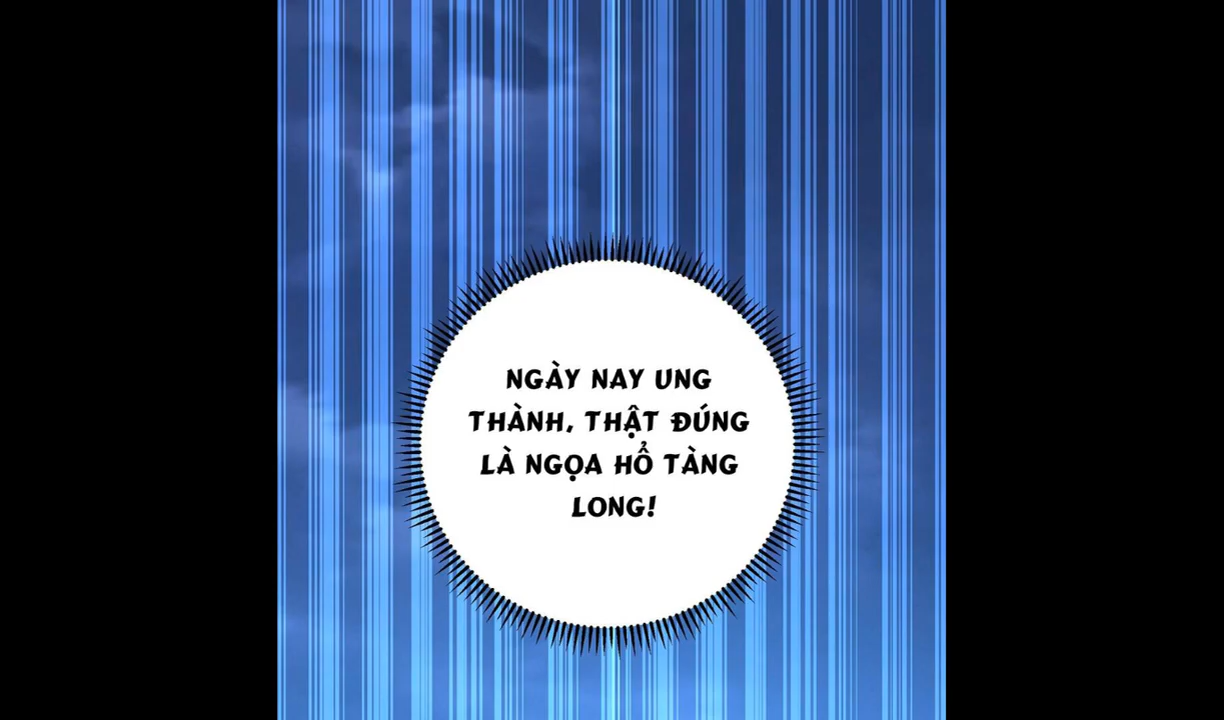 NGÀY NAY UNG
THÀNH, THẬT ĐÚNG
LÀ NGỌA HỔ TÀNG
LONG!